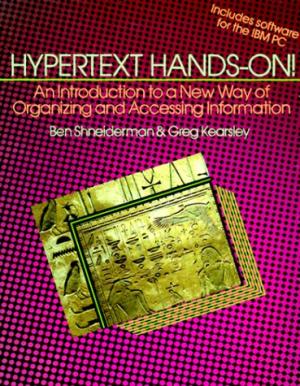 Includes software
for the IBM PC
HYPERTEXT HANDS-ON!
An Introduction to a New Way of
Organizing and Accessing Information
Ben Shneiderman & Greg Kearsley